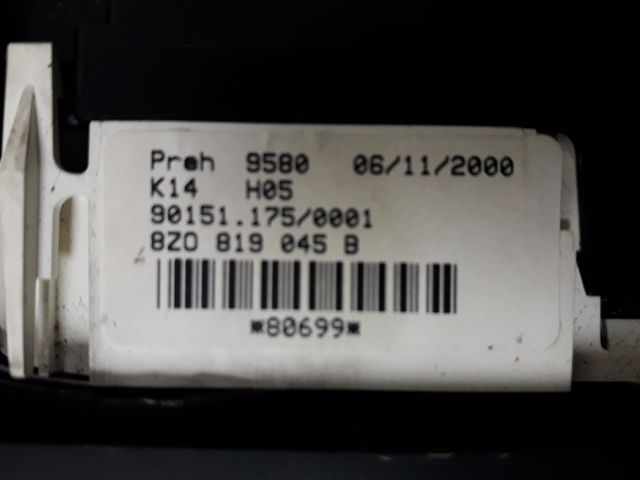 Preh 9580 06/11/2000
K14 H05
90151.175/0001
8Z0 819 045 B
*80699*